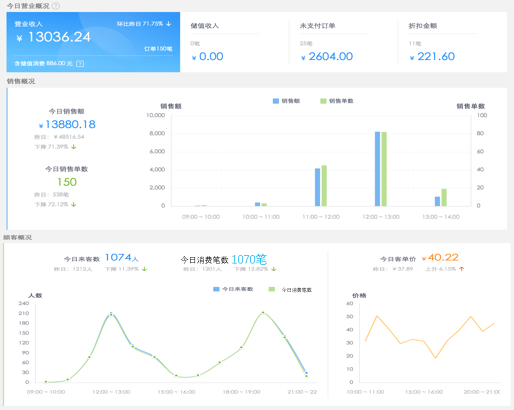 今日营业概况 ?
营业收入
环比昨日 71.75% ↓
¥ 13036.24
订单150笔
含储值消费 886.00 元 ?
储值收入
0笔
¥ 0.00
未支付订单
25笔
¥ 2604.00
折扣金额
11笔
¥ 221.60
销售概况
今日销售额
¥13880.18
昨日: ¥48516.54
下降 71.39% ↓
今日销售单数
150
昨日: 538笔
下降 72.12% ↓
销售额
销售额 销售单数
销售单数
10,000
8,000
6,000
4,000
2,000
0
100
80
60
40
20
0
09:00 ~ 10:00
10:00 ~ 11:00
11:00 ~ 12:00
12:00 ~ 13:00
13:00 ~ 14:00
顾客概况
今日来客数 1074人
昨日: 1212人 下降 11.39% ↓
今日消费笔数 1070笔
昨日: 1201人 下降 12.82% ↓
今日客单价 ¥40.22
昨日: ¥37.89 上升 6.15% ↑
人数
今日来客数 今日消费笔数
240
210
180
150
120
90
60
30
0
09:00 ~ 10:00
12:00 ~ 13:00
15:00 ~ 16:00
18:00 ~ 19:00
21:00 ~ 22
价格
60
50
40
30
20
10
0
10:00 ~ 11:00
15:00 ~ 16:00
20:00 ~ 21:00